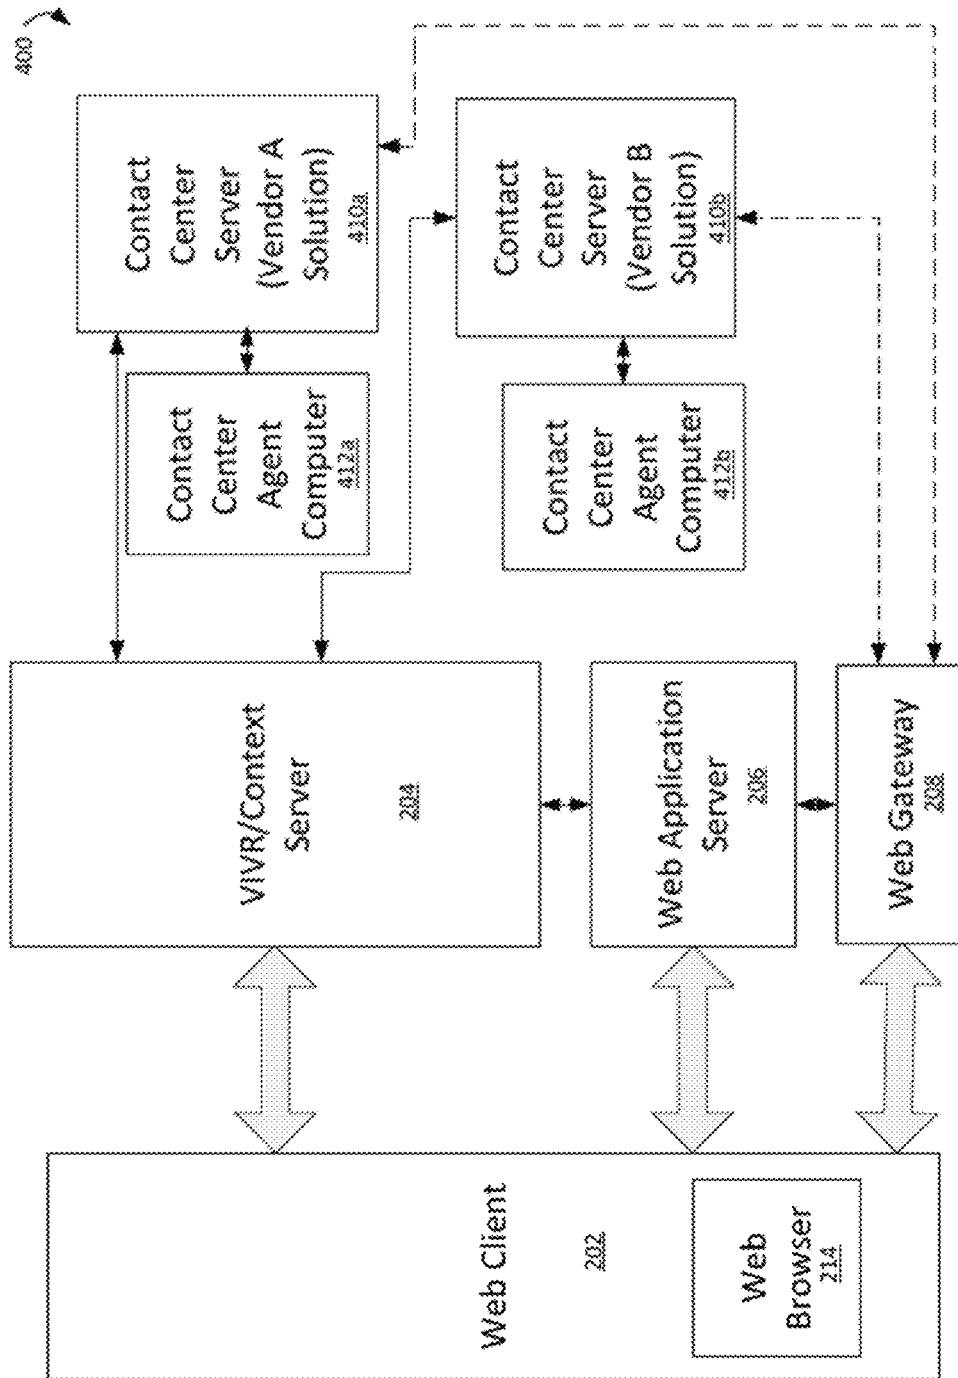 400
Web Client
202
Web
Browser
214
VIVR/Context
Server
204
Web Application
Server
206
Web Gateway
208
Contact
Center
Server
(Vendor A
Solution)
410a
Contact
Center
Agent
Computer
412a
Contact
Center
Server
(Vendor B
Solution)
410b
Contact
Center
Agent
Computer
412b